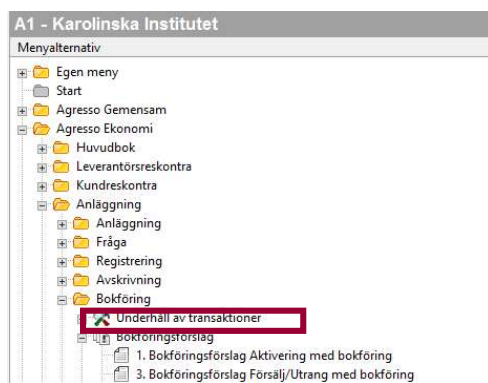 A1 - Karolinska Institutet
Menyalternativ
Egen meny
Start
Agresso Gemensam
Agresso Ekonomi
Huvudbok
Leverantörsreskontra
Kundreskontra
Anläggning
Anläggning
Fråga
Registrering
Avskrivning
Bokföring
Underhåll av transaktioner
Bokföringsförslag
1. Bokföringsförslag Aktivering med bokföring
3. Bokföringsförslag Försälj/Utrang med bokföring